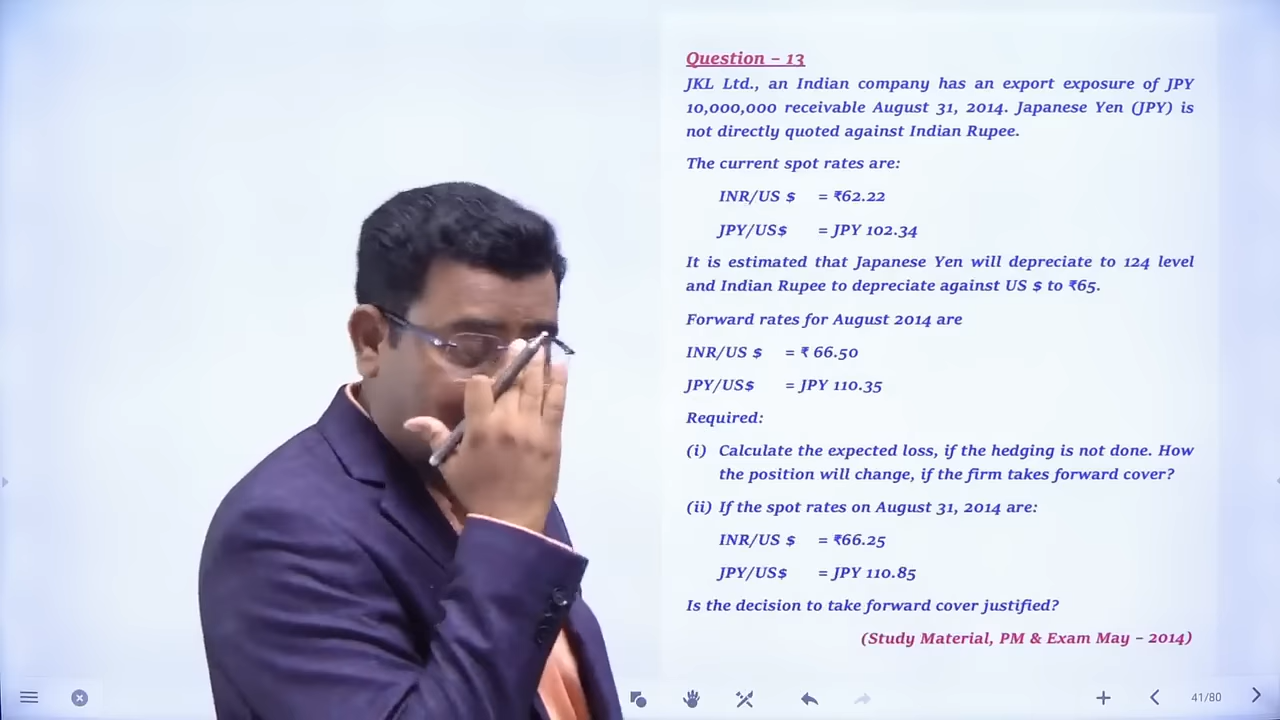 Question – 13
JKL Ltd., an Indian company has an export exposure of JPY
10,000,000 receivable August 31, 2014. Japanese Yen (JPY) is
not directly quoted against Indian Rupee.
The current spot rates are:
INR/US $ = ₹62.22
JPY/US$ = JPY 102.34
It is estimated that Japanese Yen will depreciate to 124 level
and Indian Rupee to depreciate against US $ to ₹65.
Forward rates for August 2014 are
INR/US $ = ₹ 66.50
JPY/US$ = JPY 110.35
Required:
(i) Calculate the expected loss, if the hedging is not done. How
the position will change, if the firm takes forward cover?
(ii) If the spot rates on August 31, 2014 are:
INR/US $ = ₹66.25
JPY/US$ = JPY 110.85
Is the decision to take forward cover justified?
(Study Material, PM & Exam May – 2014)
41/80